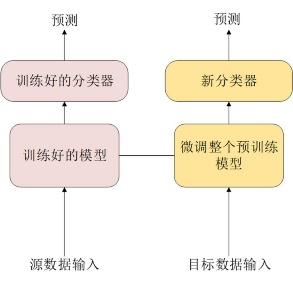 预测
预测
训练好的分类器
新分类器
训练好的模型
微调整个预训练
模型
源数据输入
目标数据输入